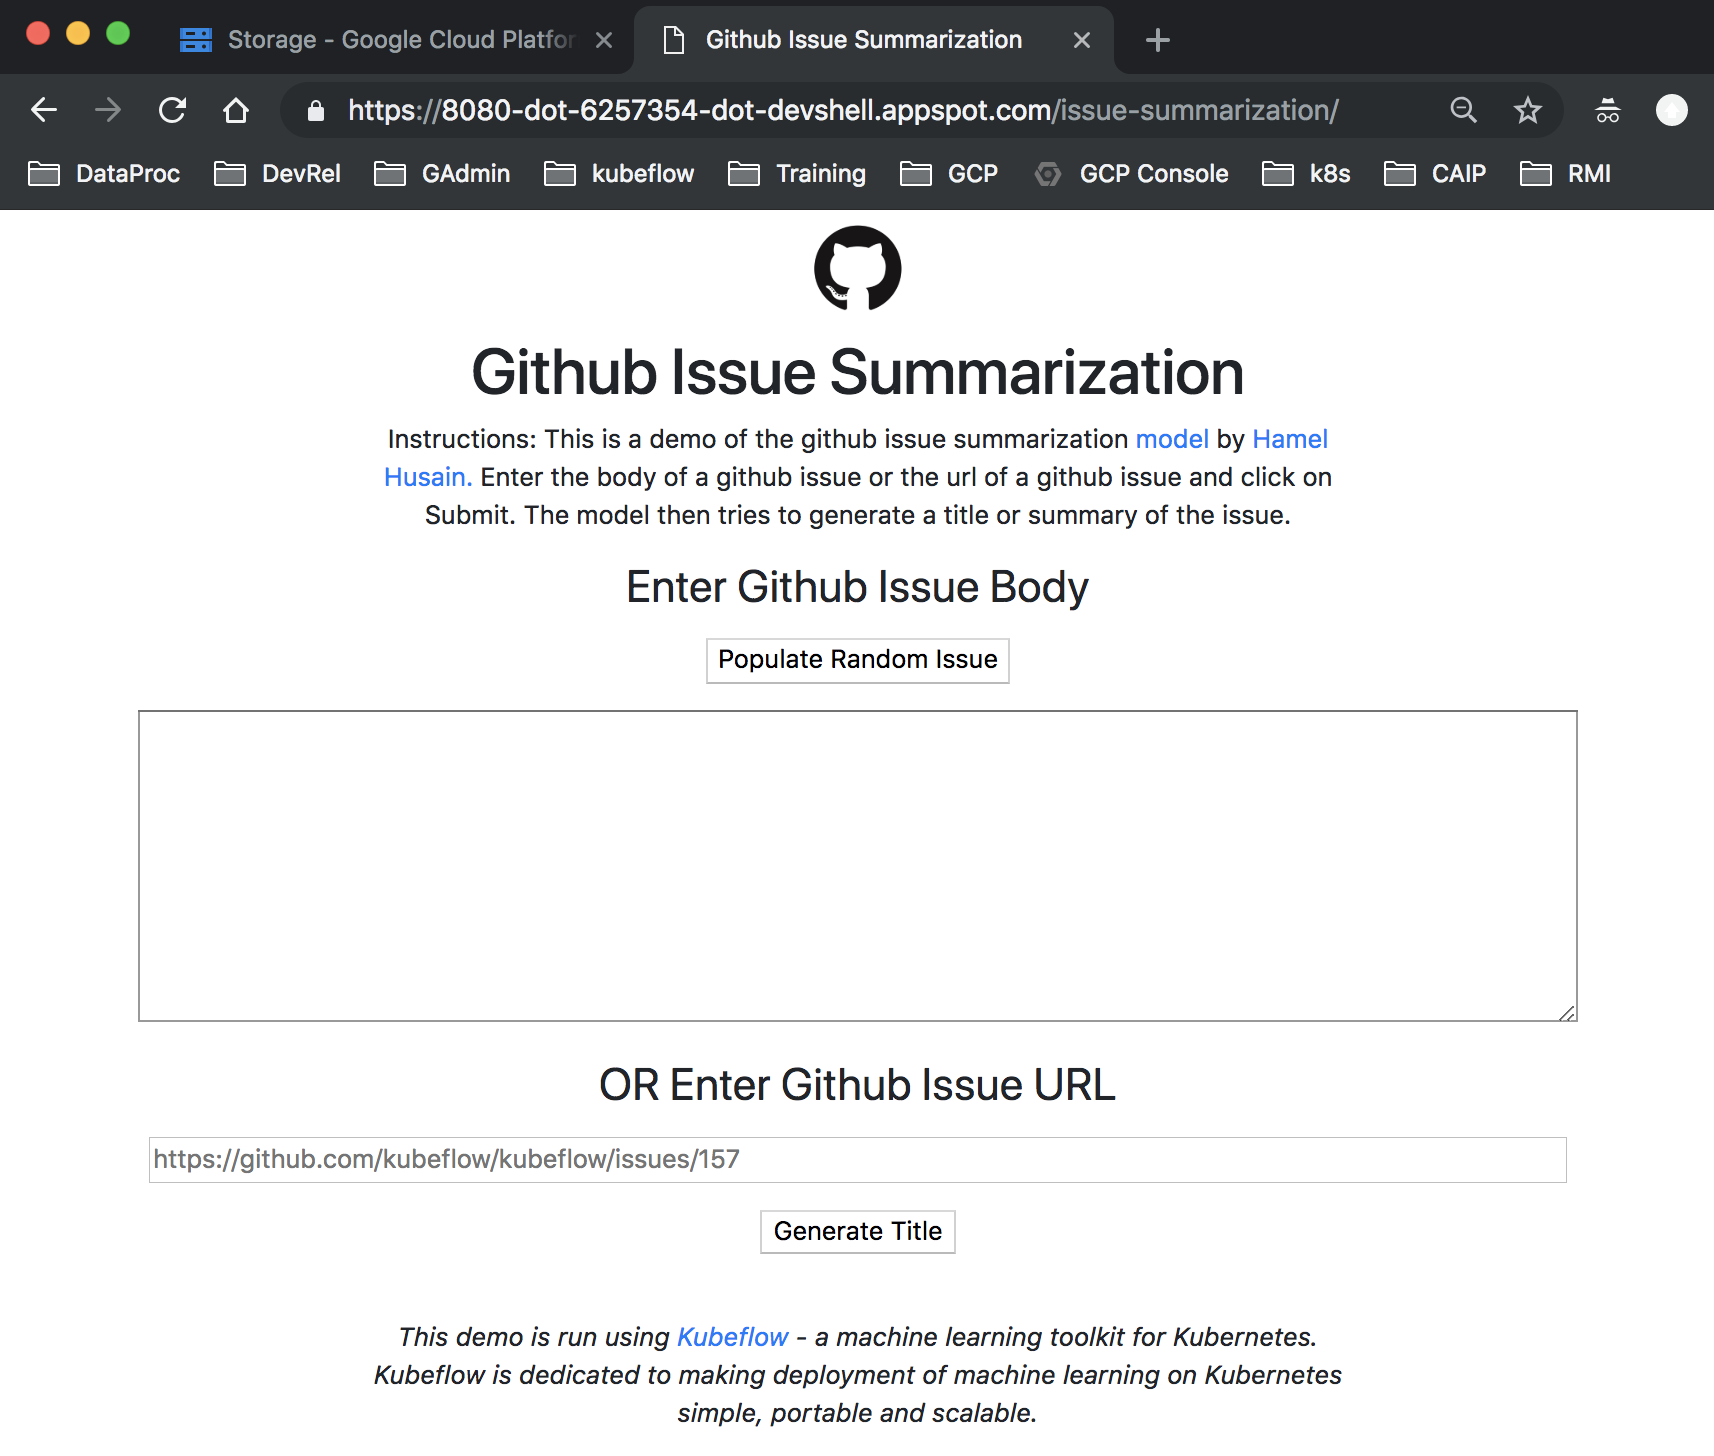 Storage - Google Cloud Platfor
Github Issue Summarization
https://8080-dot-6257354-dot-devshell.appspot.com/issue-summarization/
DataProc DevRel GAdmin kubeflow Training GCP GCP Console k8s CAIP RMI
Github Issue Summarization
Instructions: This is a demo of the github issue summarization model by Hamel
Husain. Enter the body of a github issue or the url of a github issue and click on
Submit. The model then tries to generate a title or summary of the issue.
Enter Github Issue Body
Populate Random Issue
OR Enter Github Issue URL
https://github.com/kubeflow/kubeflow/issues/157
Generate Title
This demo is run using Kubeflow - a machine learning toolkit for Kubernetes.
Kubeflow is dedicated to making deployment of machine learning on Kubernetes
simple, portable and scalable.